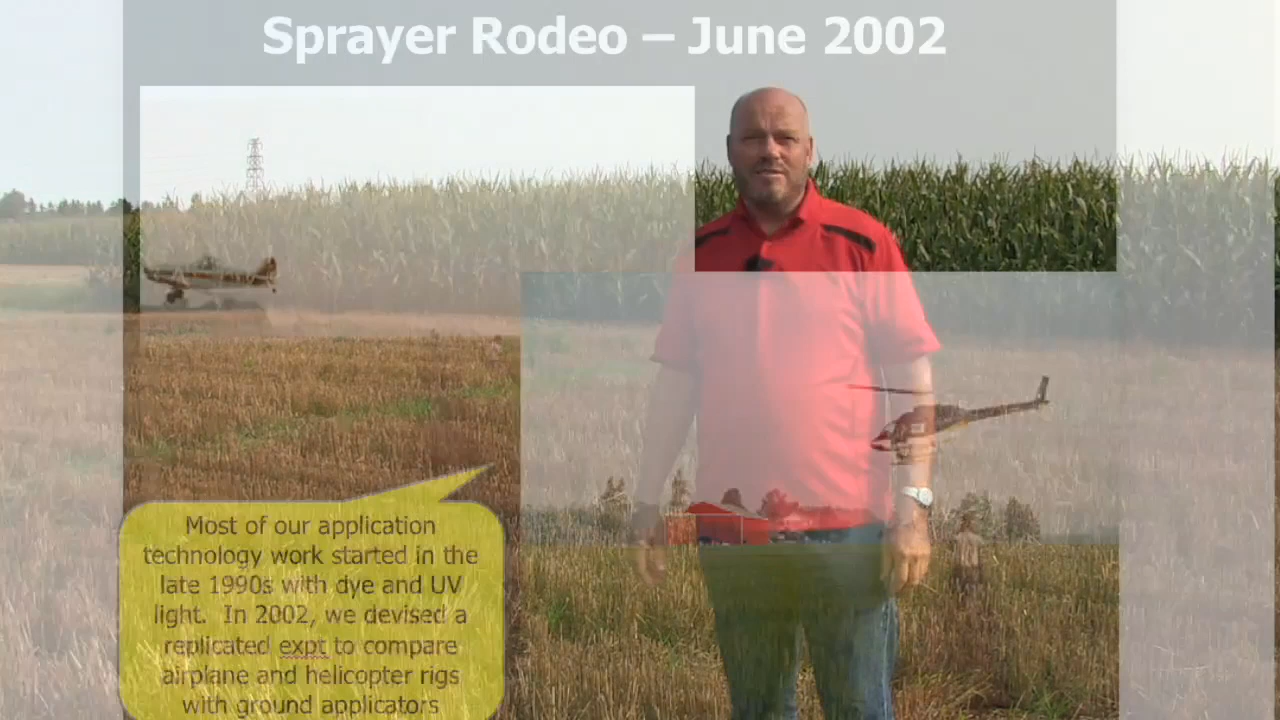 Sprayer Rodeo – June 2002
Most of our application
technology work started in the
late 1990s with dye and UV
light. In 2002, we devised a
replicated expt to compare
airplane and helicopter rigs
with ground applicators